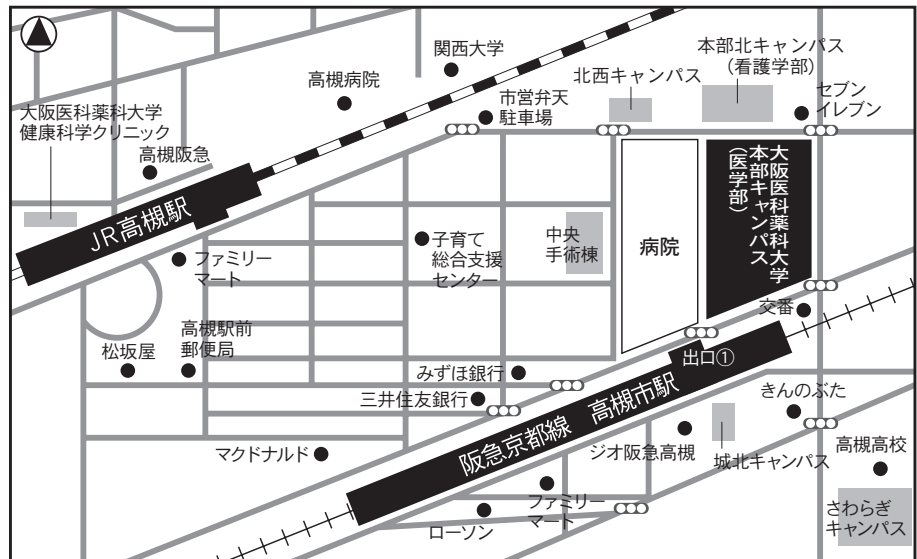 関西大学
本部北キャンパス
（看護学部）
高槻病院
北西キャンパス
セブン
イレブン
大阪医科薬科大学
健康科学クリニック
市営弁天
駐車場
高槻阪急
JR高槻駅
大阪医科薬科大学
本部キャンパス
（医学部）
病院
中央
手術棟
子育て
総合支援
センター
ファミリー
マート
交番
高槻駅前
郵便局
松坂屋
出口①
みずほ銀行
三井住友銀行
阪急京都線　高槻市駅
きんのぶた
マクドナルド
ジオ阪急高槻
城北キャンパス
高槻高校
ファミリー
マート
ローソン
さわらぎ
キャンパス